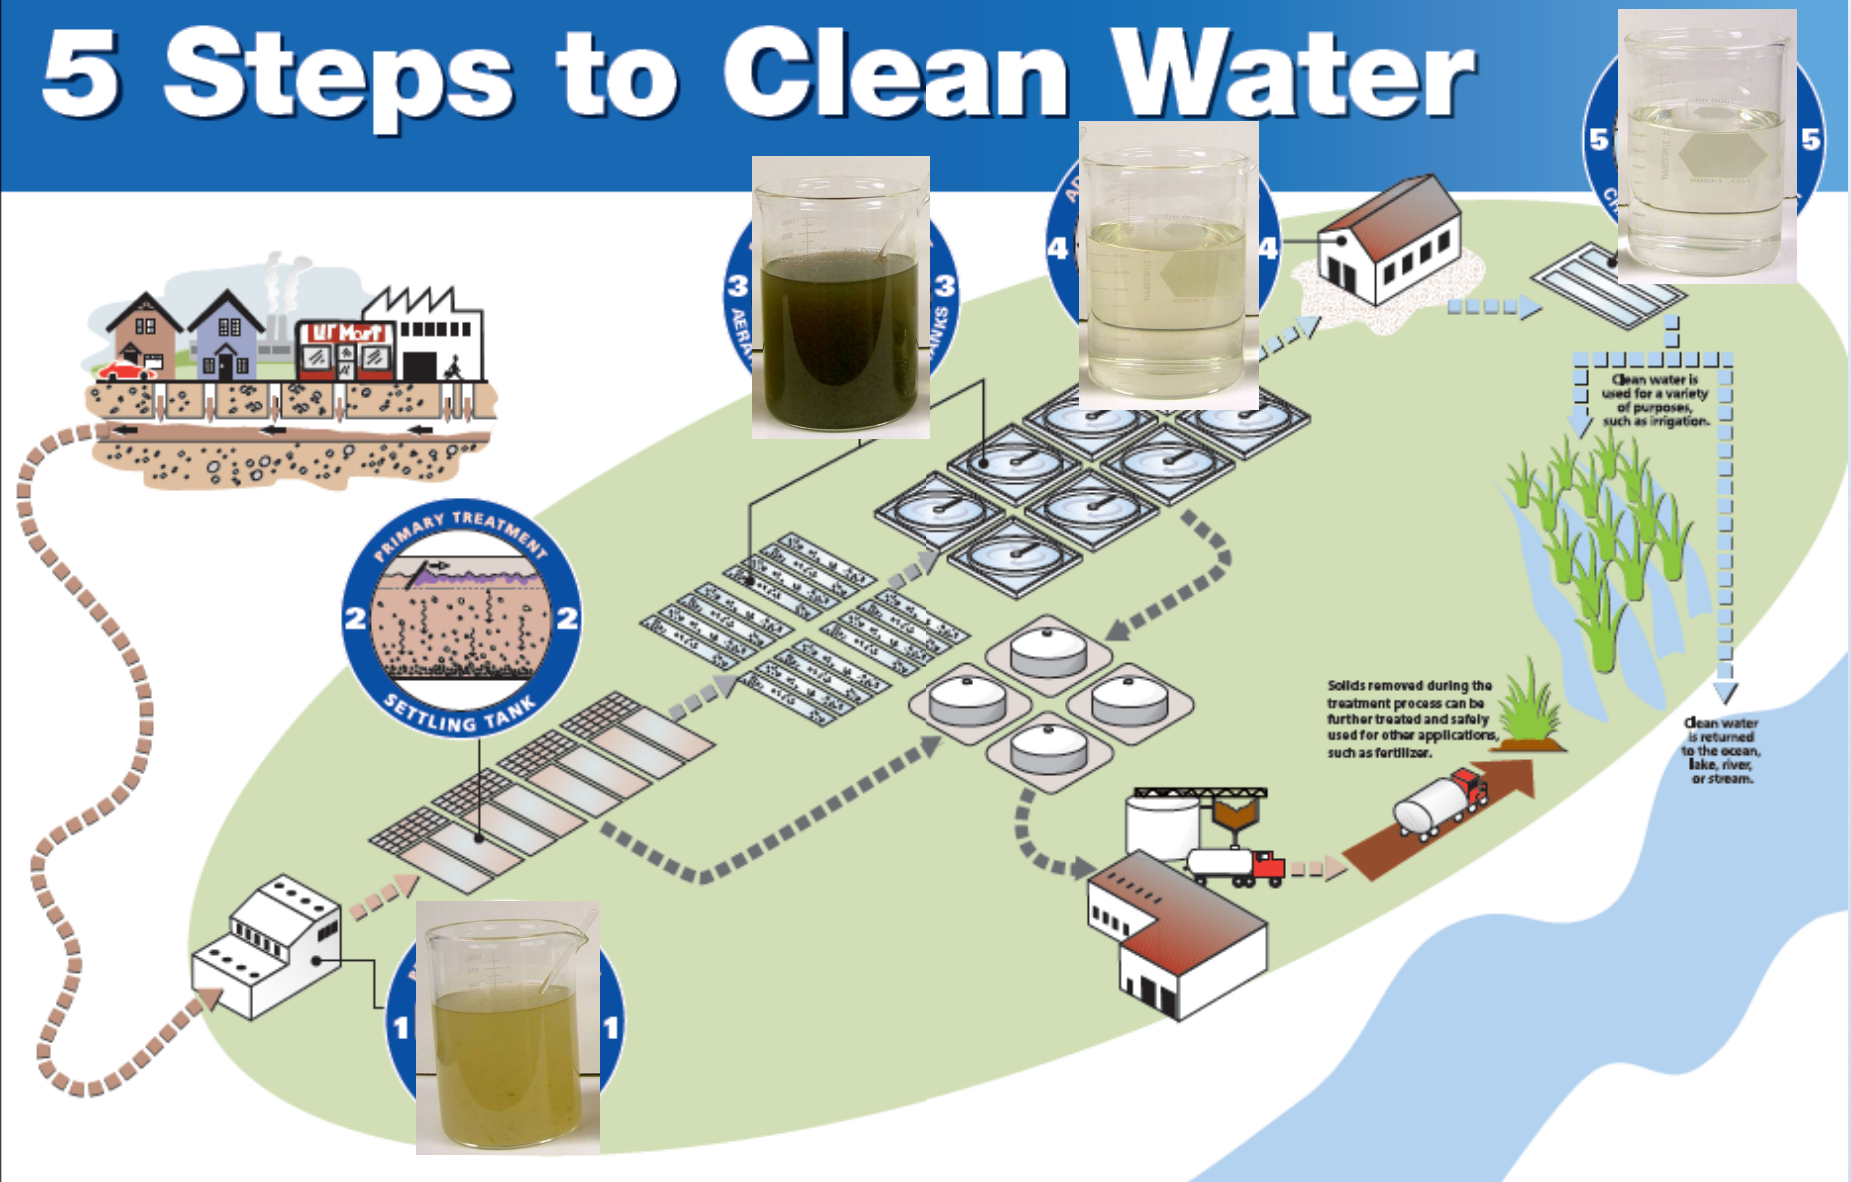 5 Steps to Clean Water
5
5
4
4
3
3
AERA
ANKS
UR Mart
PRIMARY TREATMENT
2
2
SETTLING TANK
Clean water is
used for a variety
of purposes,
such as irrigation.
Solids removed during the
treatment process can be
further treated and safely
used for other applications,
such as fertilizer.
Clean water
is returned
to the ocean,
lake, river,
or stream.
1
1